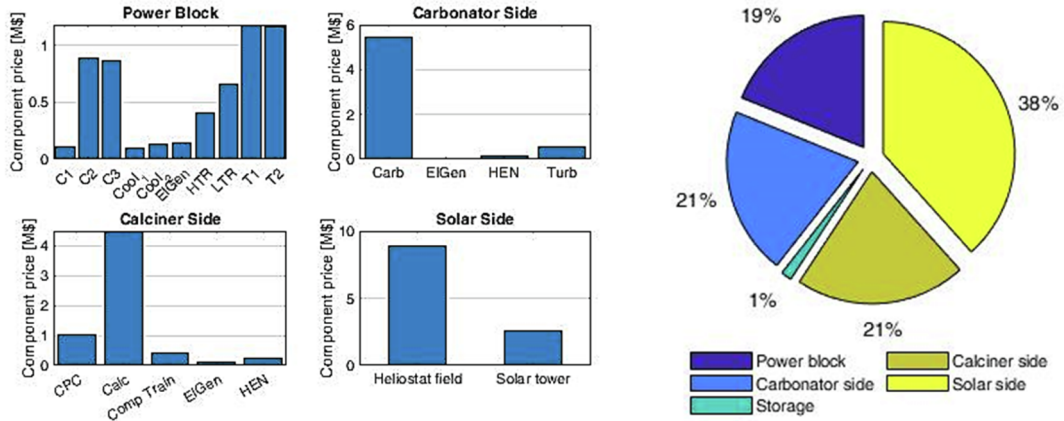 Power Block
Component price [M$]
1
0.5
0
C1
C2
C3
Cool_1
Cool_2
ElGen
HTR
LTR
T1
T2
Carbonator Side
Component price [M$]
6
4
2
0
Carb
ElGen
HEN
Turb
Calciner Side
Component price [M$]
4
3
2
1
0
CPC
Calc
Comp Train
ElGen
HEN
Solar Side
Component price [M$]
10
5
0
Heliostat field
Solar tower
19%
38%
21%
1%
21%
Power block
Carbonator side
Storage
Calciner side
Solar side